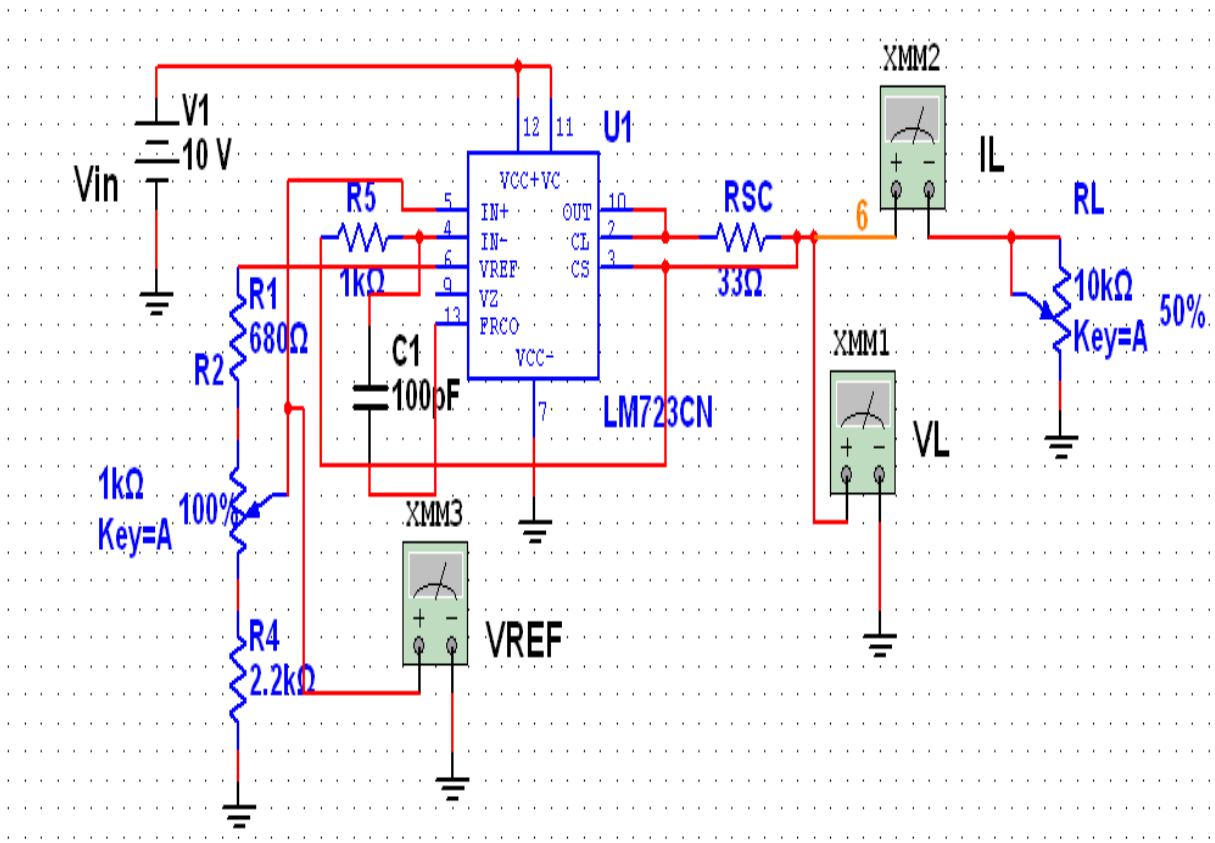 XMM2
V1
10 V
Vin
12
11
U1
IL
VCC+VC
R5
1kΩ
5
IN+
4
IN-
6
VREF
9
VZ
13
FRCO
VCC-
7
OUT
10
CL
2
CS
3
RSC
33Ω
6
RL
10kΩ
Key=A
50%
R1
680Ω
R2
C1
100pF
LM723CN
XMM1
VL
1kΩ
100%
Key=A
XMM3
VREF
R4
2.2kΩ
+ -
+ -
+ -